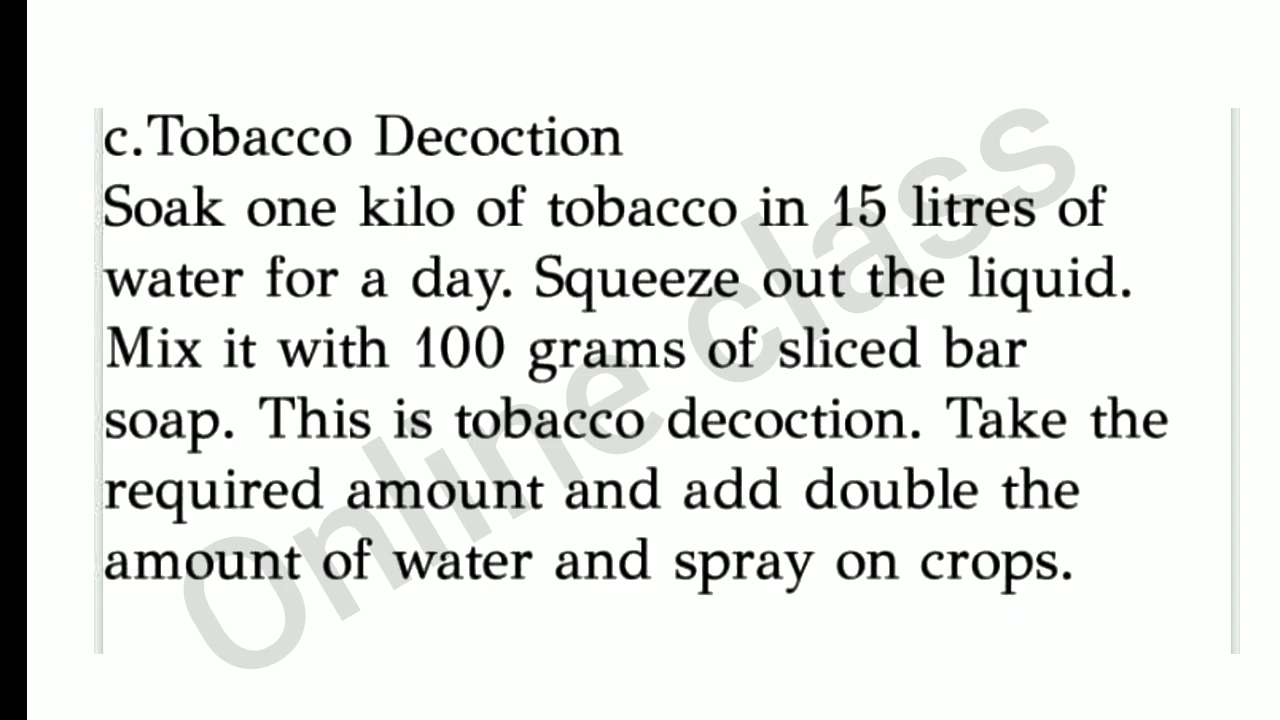 c.Tobacco Decoction
Soak one kilo of tobacco in 15 litres of
water for a day. Squeeze out the liquid.
Mix it with 100 grams of sliced bar
soap. This is tobacco decoction. Take the
required amount and add double the
amount of water and spray on crops.
Online class